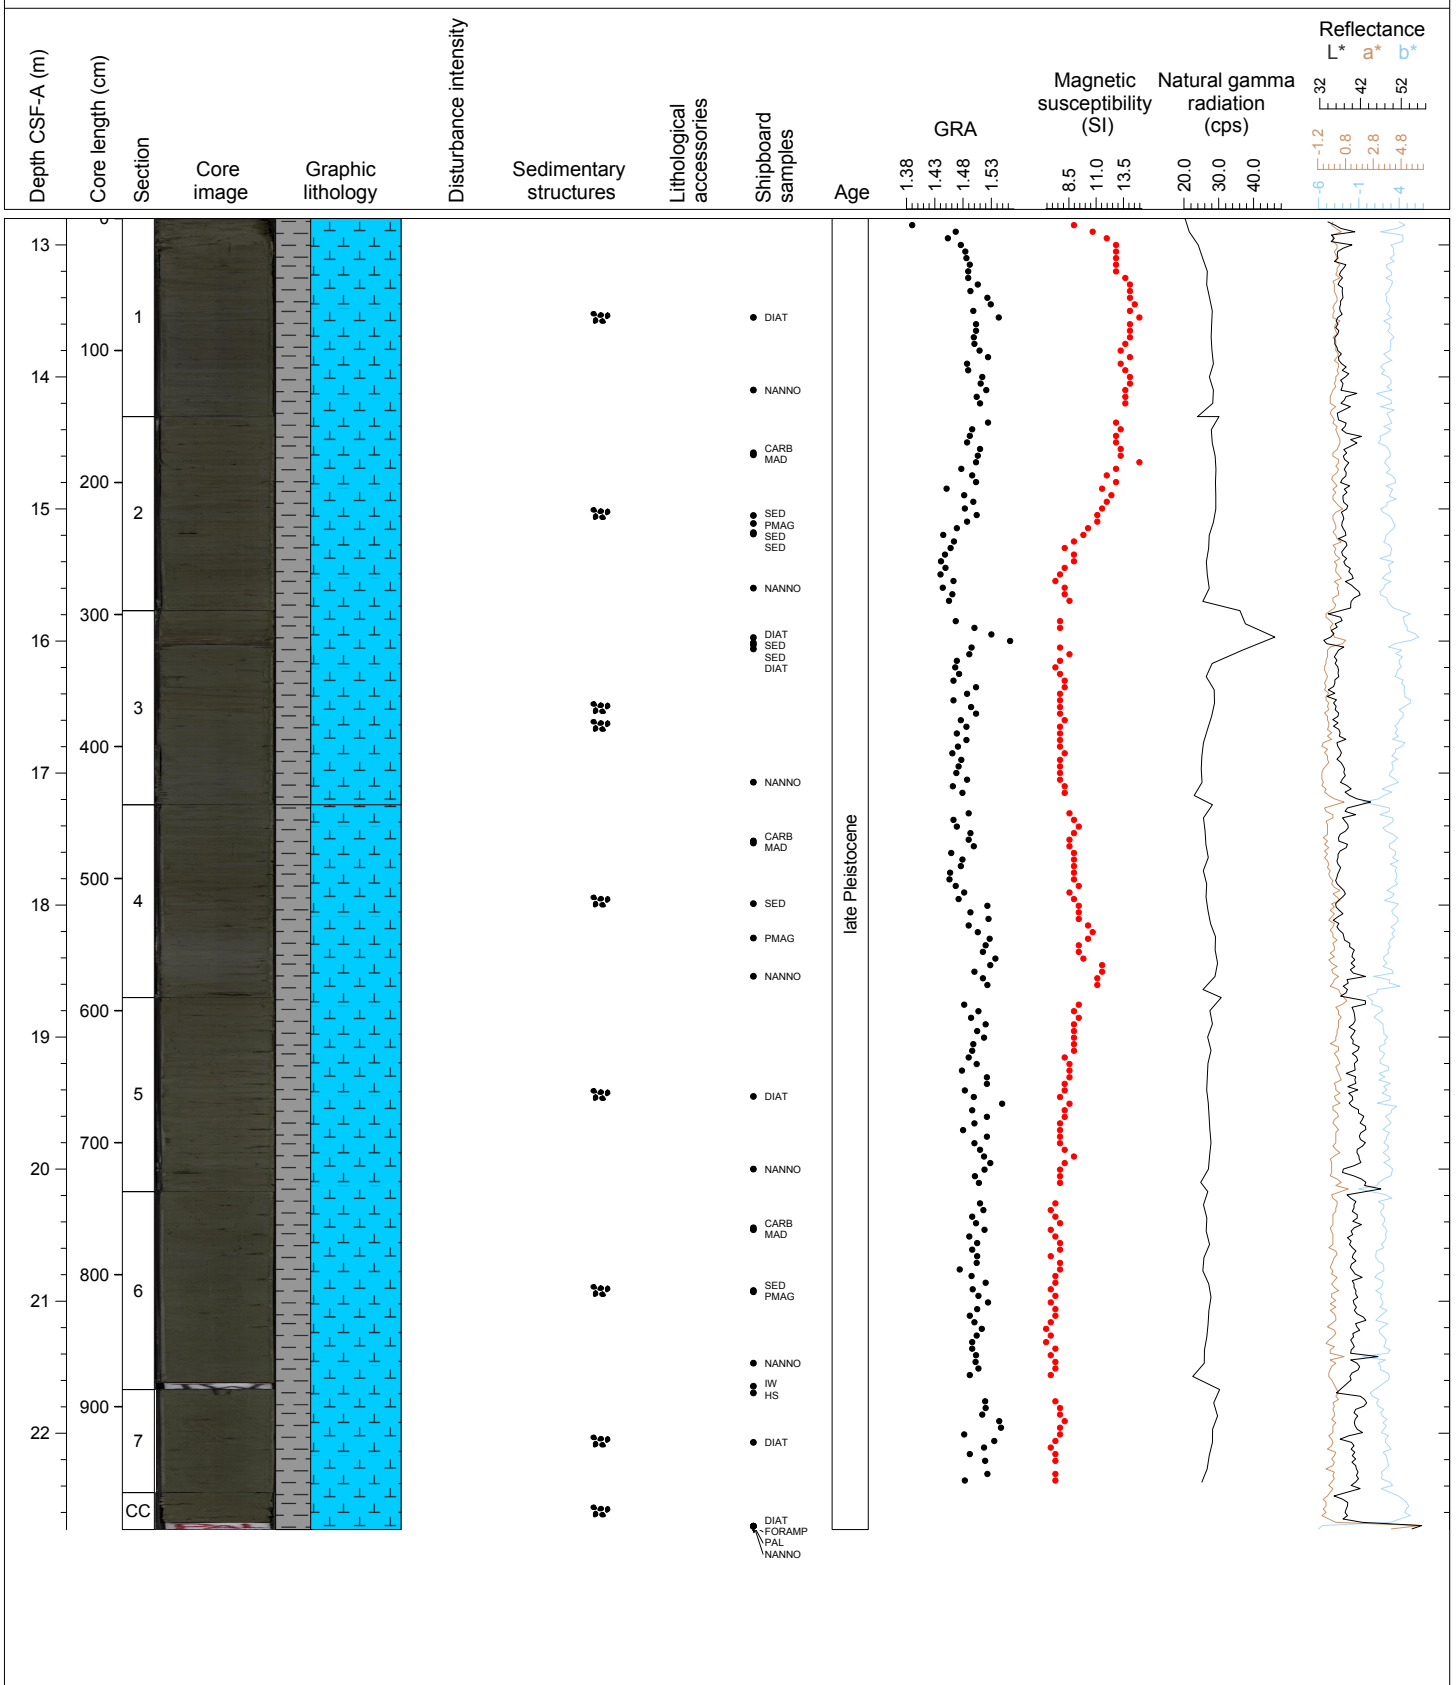 Depth CSF-A (m)
Core length (cm)
Section
Core
image
Graphic
lithology
Disturbance intensity
Sedimentary
structures
Lithological
accessories
Shipboard
samples
Age
GRA
1.38 1.43 1.48 1.53
Magnetic
susceptibility
(SI)
8.5 11.0 13.5
Natural gamma
radiation
(cps)
20.0 30.0 40.0
Reflectance
L* a* b*
32 42 52
-1.2 0.8 2.8 4.8
-6 -1 4
0
13
1
DIAT
100
14
NANNO
CARB
MAD
200
15
2
SED
PMAG
SED
SED
NANNO
300
16
DIAT
SED
SED
DIAT
3
400
17
NANNO
CARB
MAD
500
18
4
SED
late Pleistocene
PMAG
NANNO
600
19
5
DIAT
700
20
NANNO
CARB
MAD
800
6
SED
21
PMAG
NANNO
IW
HS
900
22
7
DIAT
CC
DIAT
FORAMP
PAL
NANNO